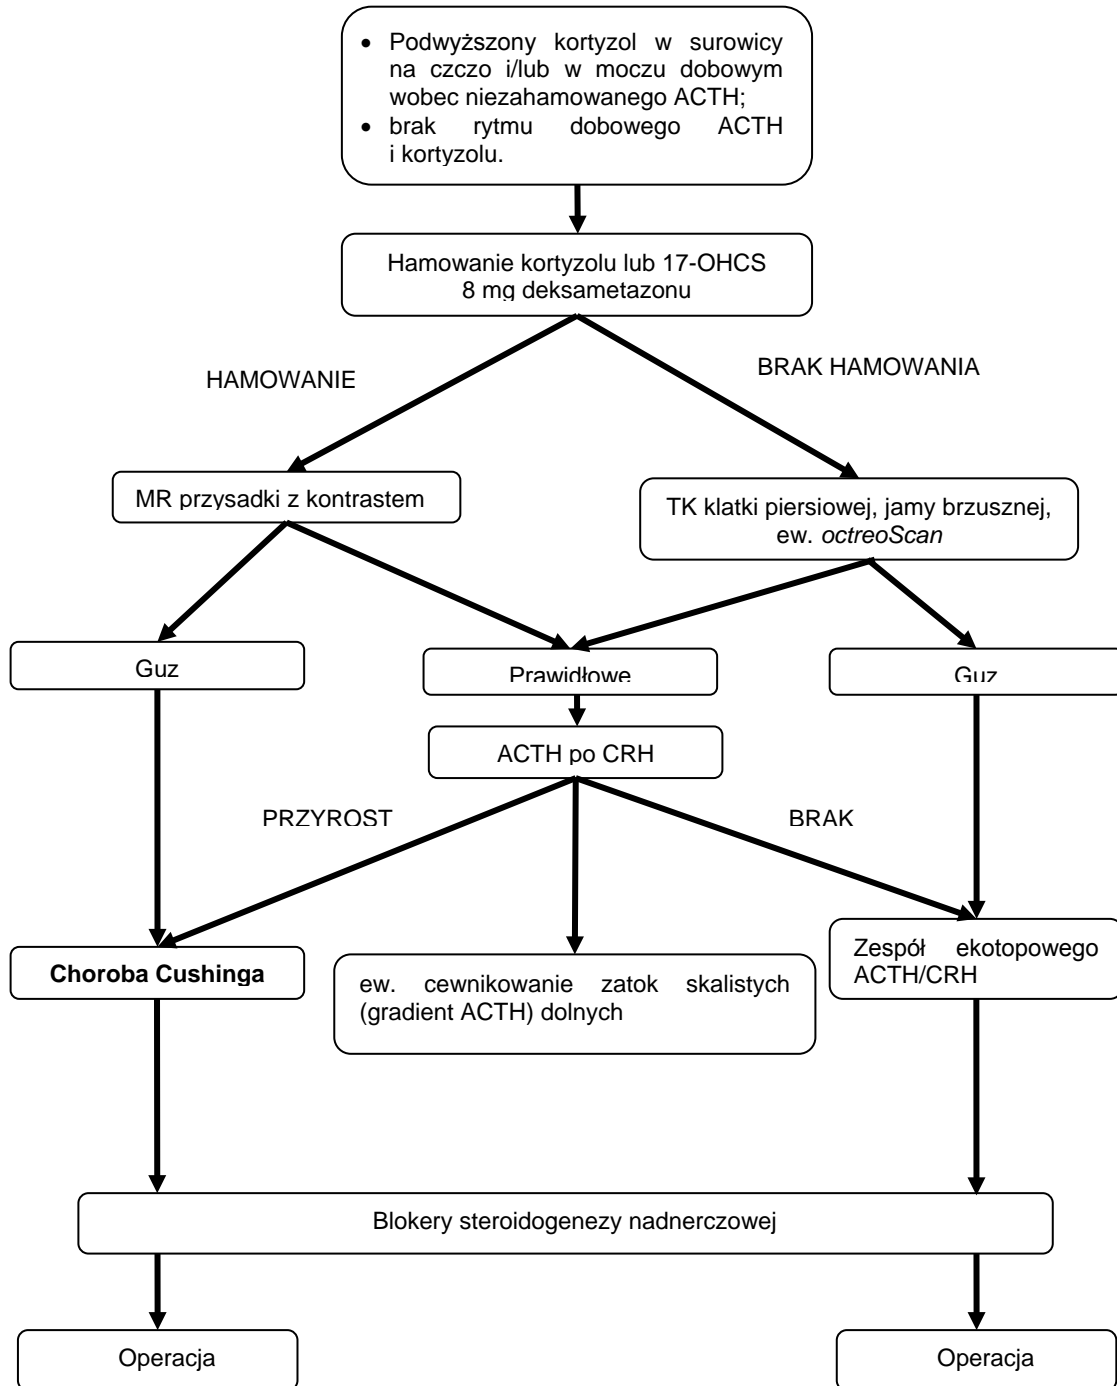 • Podwyższony kortyzol w surowicy
na czczo i/lub w moczu dobowym
wobec niezahamowanego ACTH;
• brak rytmu dobowego ACTH
i kortyzolu.
Hamowanie kortyzolu lub 17-OHCS
8 mg deksametazonu
HAMOWANIE
BRAK HAMOWANIA
MR przysadki z kontrastem
TK klatki piersiowej, jamy brzusznej,
ew. octreoScan
Guz
Prawidłowe
Guz
ACTH po CRH
PRZYROST
BRAK
Choroba Cushinga
ew. cewnikowanie zatok skalistych
(gradient ACTH) dolnych
Zespół ekotopowego
ACTH/CRH
Blokery steroidogenezy nadnerczowej
Operacja
Operacja